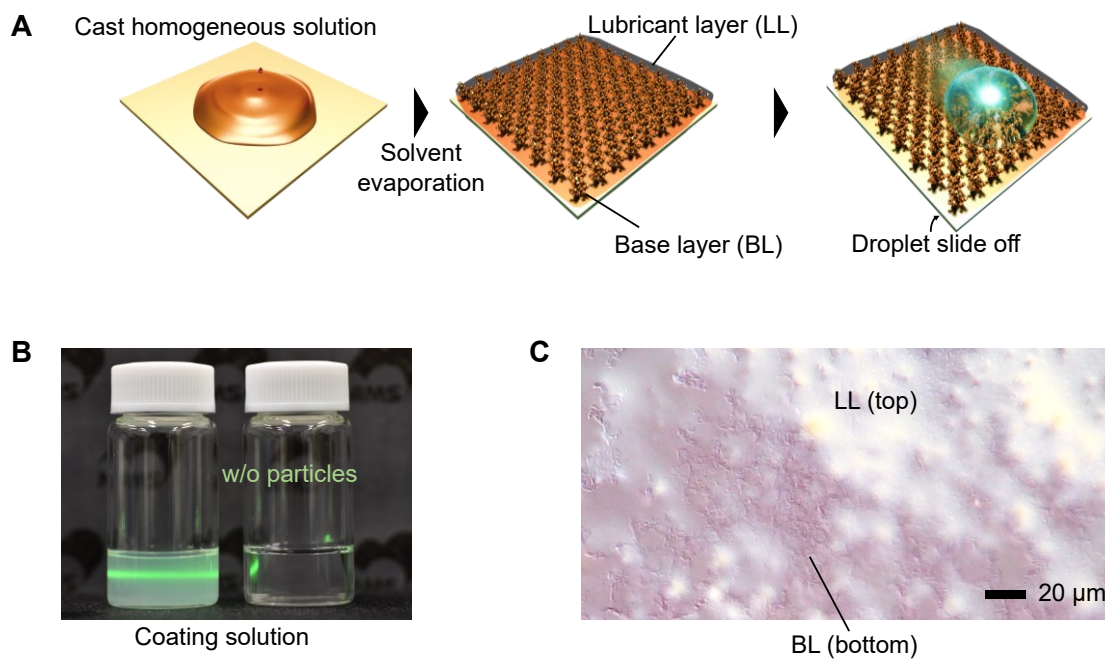 A
Cast homogeneous solution
Lubricant layer (LL)
Solvent
evaporation
Base layer (BL)
Droplet slide off
B
w/o particles
Coating solution
C
LL (top)
20 µm
BL (bottom)